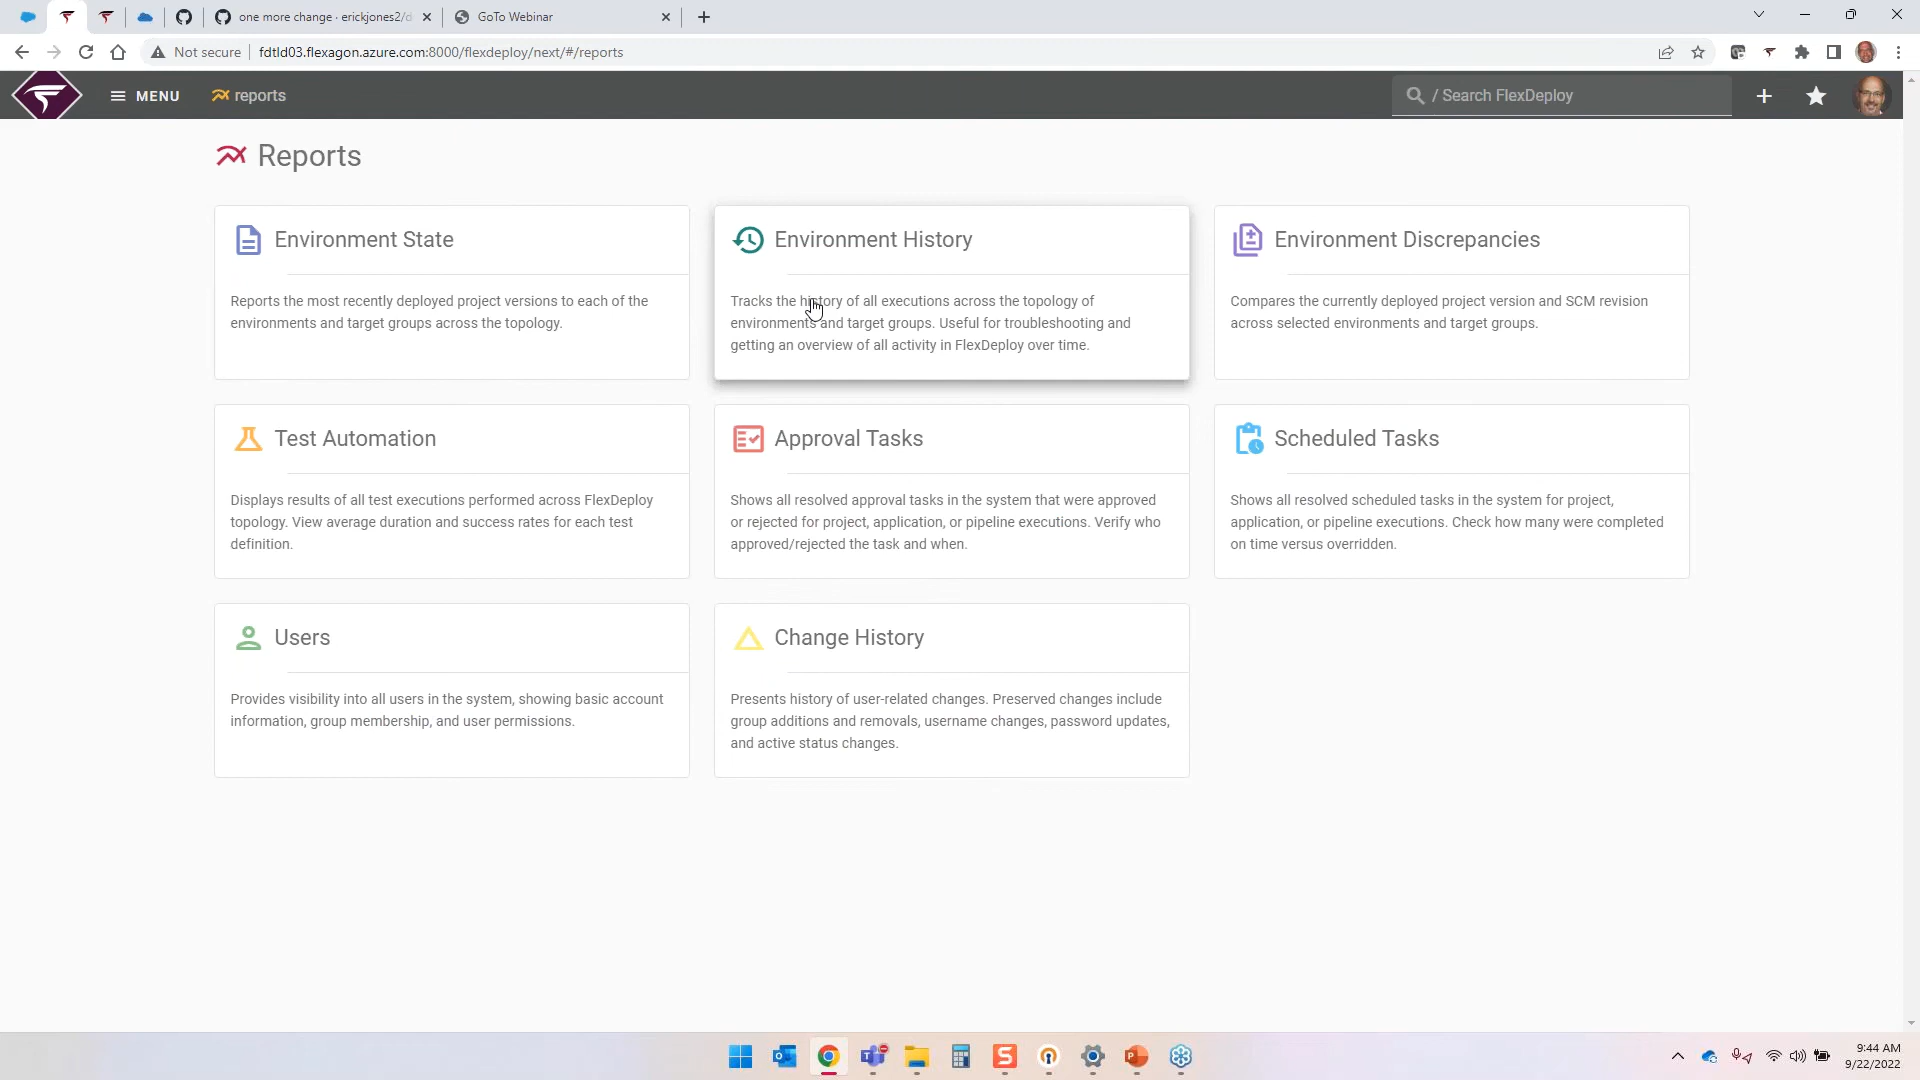 one more change · erickjones2/d
GoTo Webinar
Not secure
fdtld03.flexagon.azure.com:8000/flexdeploy/next/#/reports
MENU
reports
/ Search FlexDeploy
Reports
Environment State
Reports the most recently deployed project versions to each of the
environments and target groups across the topology.
Environment History
Tracks the history of all executions across the topology of
environments and target groups. Useful for troubleshooting and
getting an overview of all activity in FlexDeploy over time.
Environment Discrepancies
Compares the currently deployed project version and SCM revision
across selected environments and target groups.
Test Automation
Displays results of all test executions performed across FlexDeploy
topology. View average duration and success rates for each test
definition.
Approval Tasks
Shows all resolved approval tasks in the system that were approved
or rejected for project, application, or pipeline executions. Verify who
approved/rejected the task and when.
Scheduled Tasks
Shows all resolved scheduled tasks in the system for project,
application, or pipeline executions. Check how many were completed
on time versus overridden.
Users
Provides visibility into all users in the system, showing basic account
information, group membership, and user permissions.
Change History
Presents history of user-related changes. Preserved changes include
group additions and removals, username changes, password updates,
and active status changes.
9:44 AM
9/22/2022